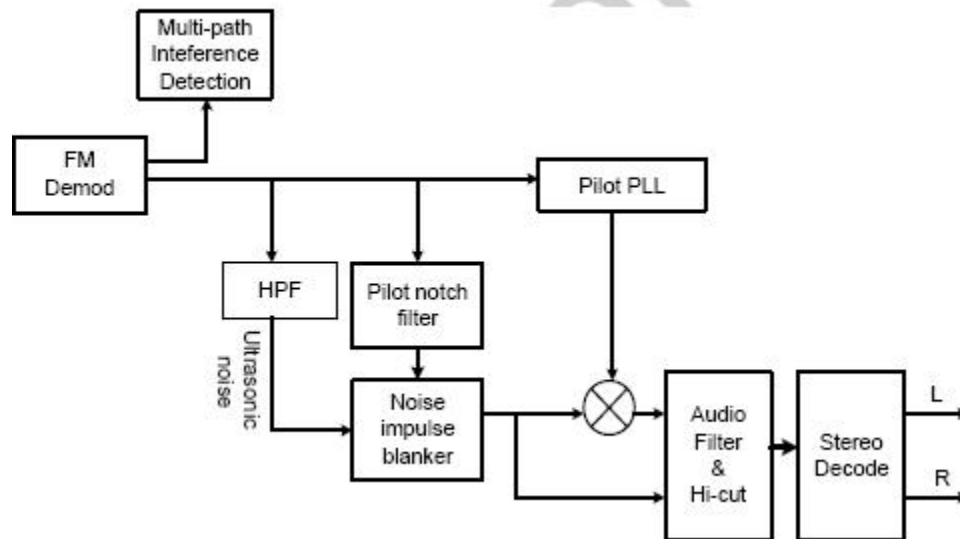 Multi-path
Inteference
Detection
FM
Demod
Pilot PLL
HPF
Pilot notch
filter
Ultrasonic
noise
Noise
impulse
blanker
Audio
Filter
&
Hi-cut
Stereo
Decode
L
R